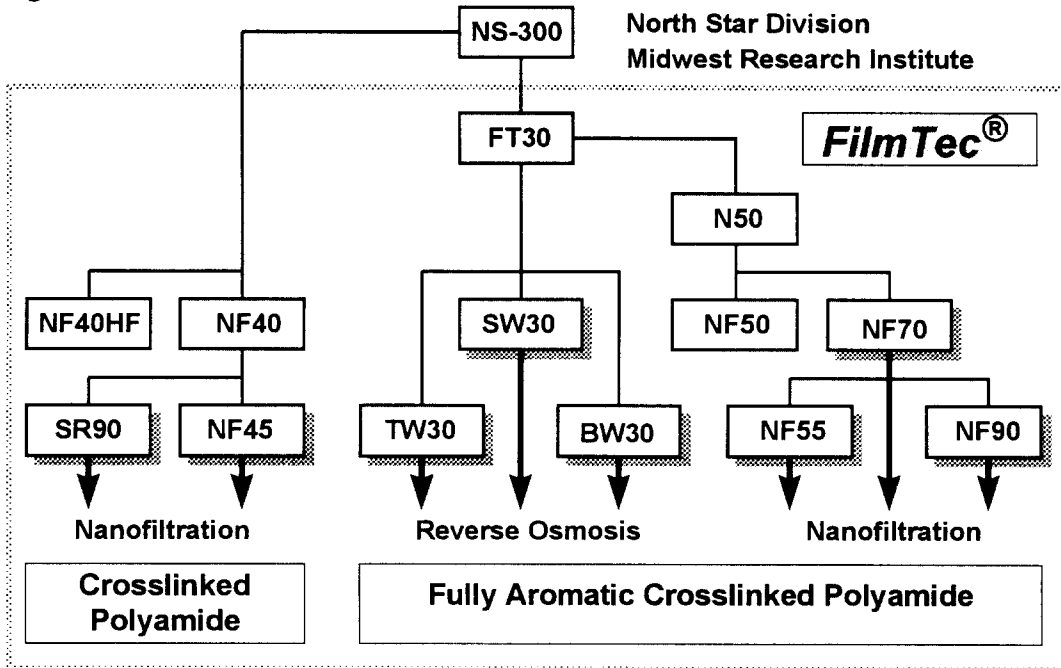 NS-300
North Star Division
Midwest Research Institute
FT30
FilmTec®
N50
NF40HF
NF40
SW30
NF50
NF70
SR90
NF45
TW30
BW30
NF55
NF90
Nanofiltration
Reverse Osmosis
Nanofiltration
Crosslinked
Polyamide
Fully Aromatic Crosslinked Polyamide